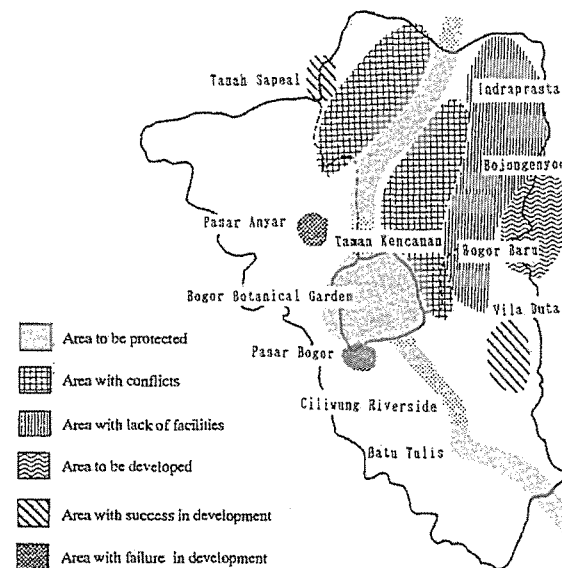 Tanah Sapeal
Indraprasta
Bojongenyoe
Pasar Anyar
Taman Kencanan
Bogor Baru
Bogor Botanical Garden
Vila Duta
Pasar Bogor
Ciliwung Riverside
Batu Tulis
Area to be protected
Area with conflicts
Area with lack of facilities
Area to be developed
Area with success in development
Area with failure in development